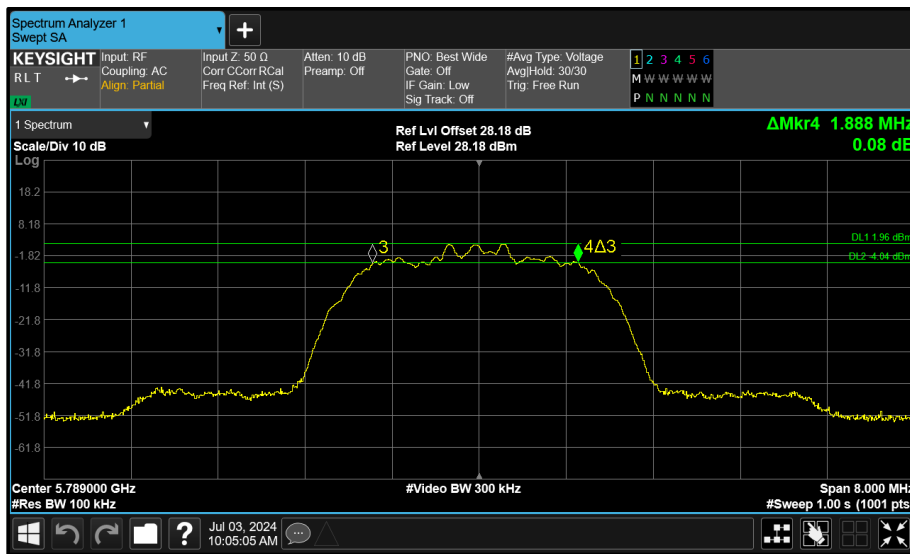 Spectrum Analyzer 1
Swept SA
KEYSIGHT
RLT
LXI
Input: RF
Coupling: AC
Align: Partial
Input Z: 50 Ω
Corr CCorr RCal
Freq Ref: Int (S)
Atten: 10 dB
Preamp: Off
PNO: Best Wide
Gate: Off
IF Gain: Low
Sig Track: Off
#Avg Type: Voltage
Avg|Hold: 30/30
Trig: Free Run
1 2 3 4 5 6
M W W W W W
P N N N N N
1 Spectrum
Scale/Div 10 dB
Ref Lvl Offset 28.18 dB
Ref Level 28.18 dBm
ΔMkr4 1.888 MHz
0.08 dB
Log
18.2
8.18
-1.82
-11.8
-21.8
-31.8
-41.8
-51.8
-61.8
3
4Δ3
DL1 1.96 dBm
DL2 -4.04 dBm
Center 5.789000 GHz
#Res BW 100 kHz
#Video BW 300 kHz
Span 8.000 MHz
#Sweep 1.00 s (1001 pts
?
Jul 03, 2024
10:05:05 AM